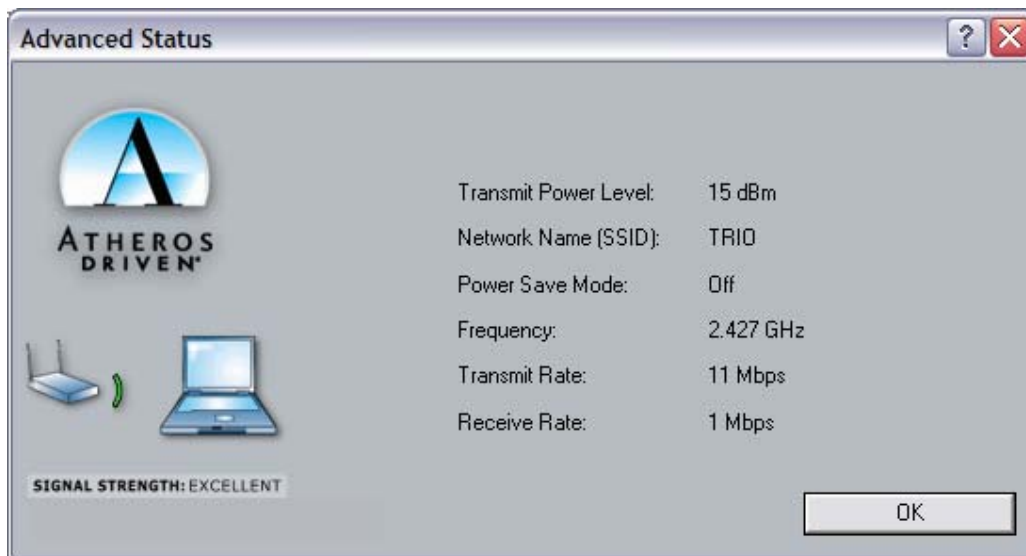 Advanced Status
ATHEROS
DRIVEN
Transmit Power Level: 15 dBm
Network Name (SSID): TRIO
Power Save Mode: Off
Frequency: 2.427 GHz
Transmit Rate: 11 Mbps
Receive Rate: 1 Mbps
SIGNAL STRENGTH: EXCELLENT
OK